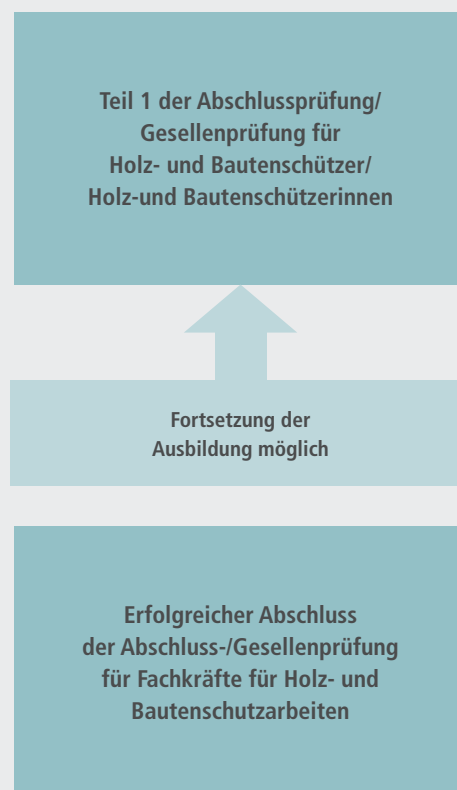 Teil 1 der Abschlussprüfung/
Gesellenprüfung für
Holz- und Bautenschützer/
Holz-und Bautenschützerinnen
Fortsetzung der
Ausbildung möglich
Erfolgreicher Abschluss
der Abschluss-/Gesellenprüfung
für Fachkräfte für Holz- und
Bautenschutzarbeiten